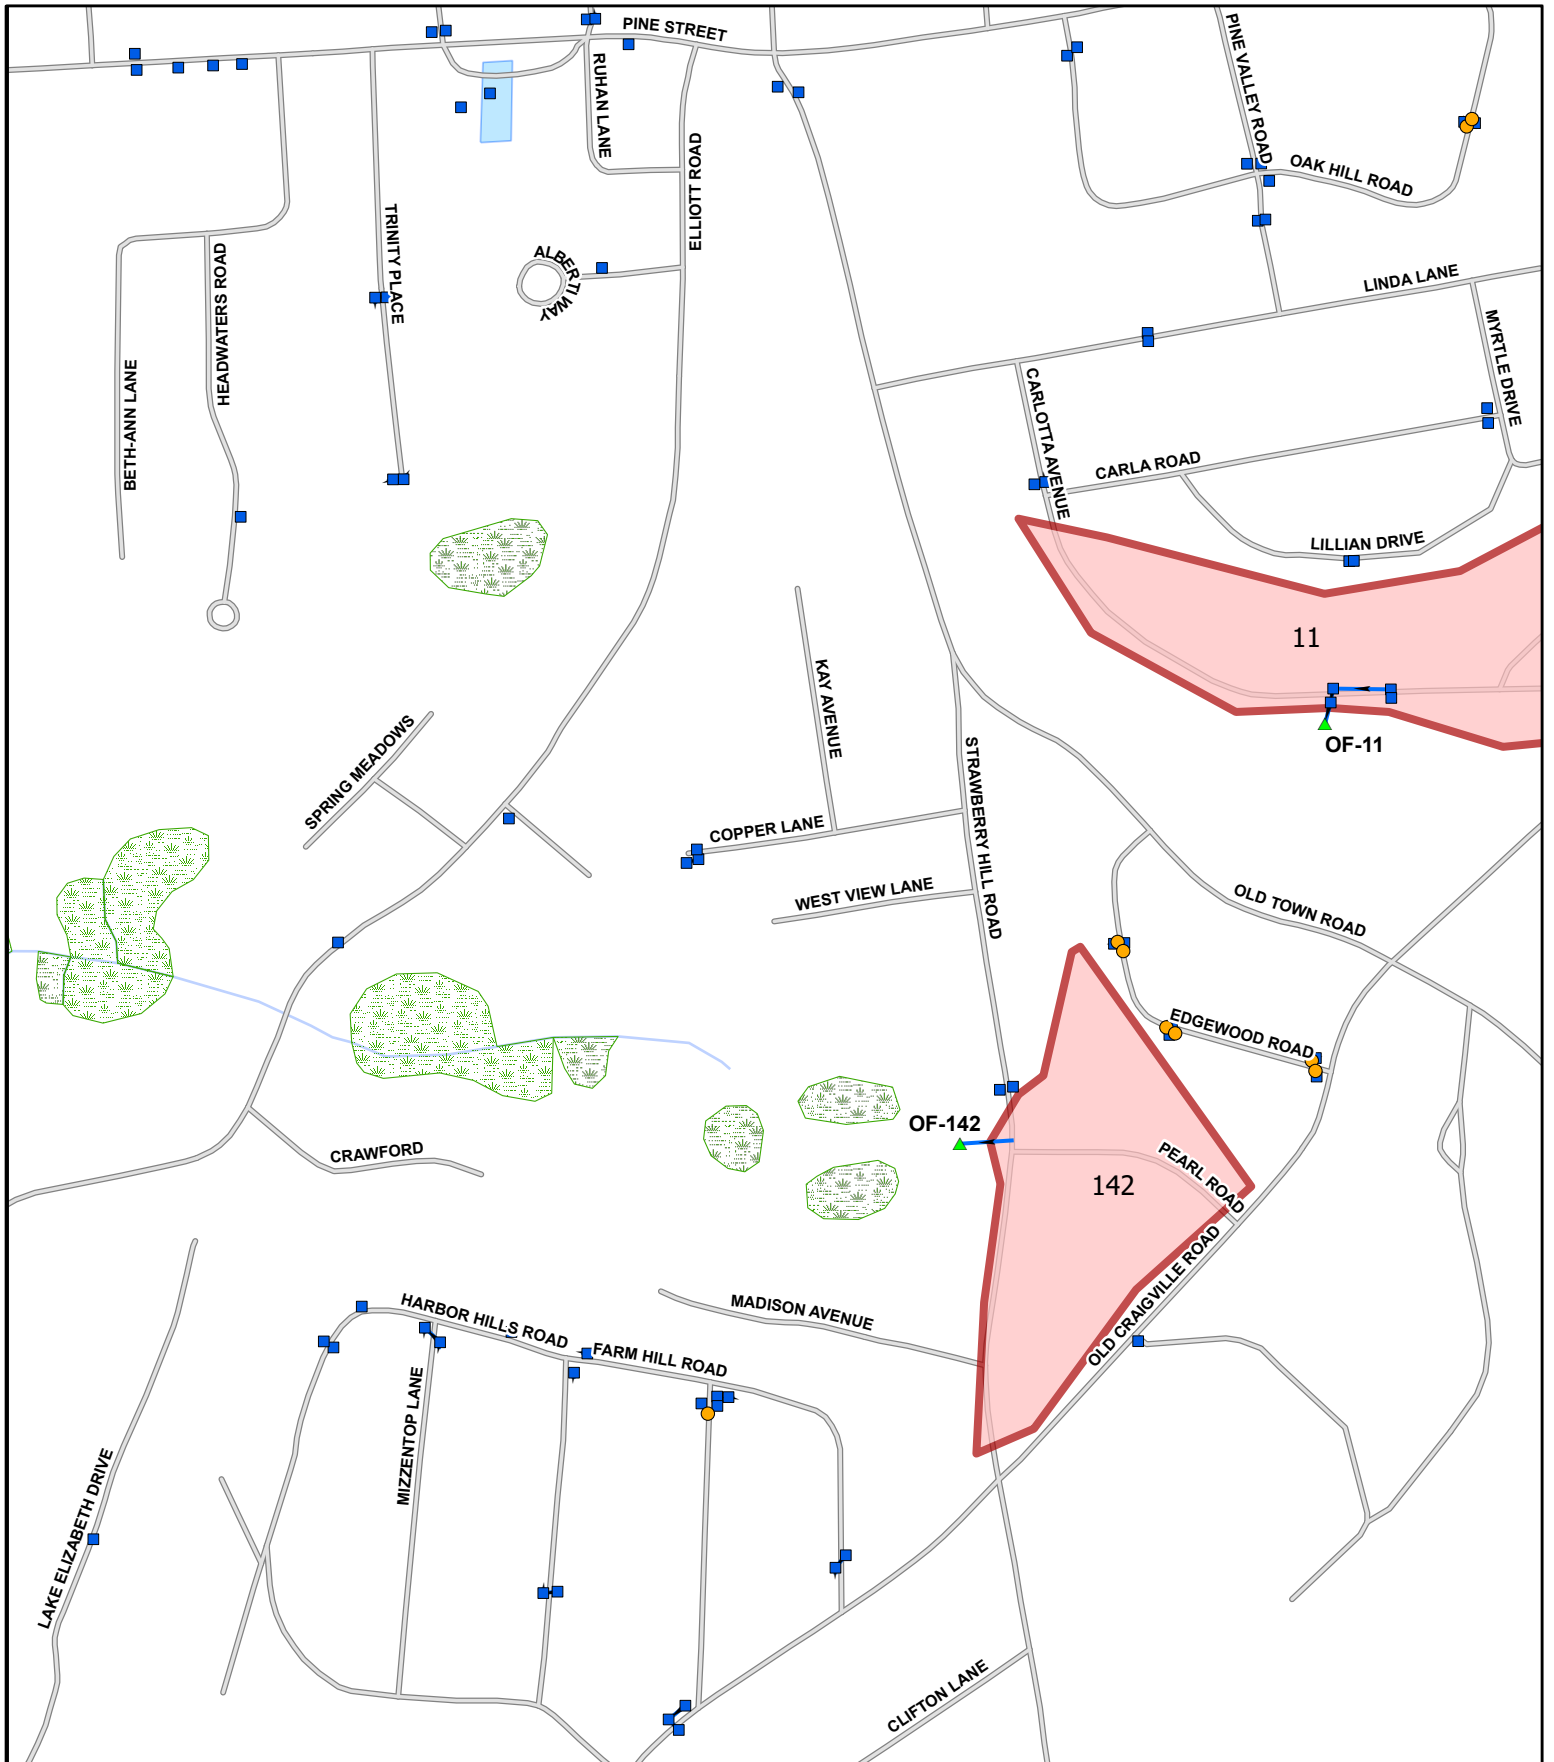 PINE STREET
RUHAN LANE
PINE VALLEY ROAD
OAK HILL ROAD
ELLIOTT ROAD
TRINITY PLACE
ALBERTI WAY
HEADWATERS ROAD
BETH-ANN LANE
LINDA LANE
MYRTLE DRIVE
CARLOTTA AVENUE
CARLA ROAD
LILLIAN DRIVE
11
OF-11
KAY AVENUE
SPRING MEADOWS
STRAWBERRY HILL ROAD
COPPER LANE
WEST VIEW LANE
OLD TOWN ROAD
EDGEWOOD ROAD
OF-142
CRAWFORD
PEARL ROAD
142
OLD CRAIGVILLE ROAD
MADISON AVENUE
HARBOR HILLS ROAD
FARM HILL ROAD
MIZZENTOP LANE
LAKE ELIZABETH DRIVE
CLIFTON LANE